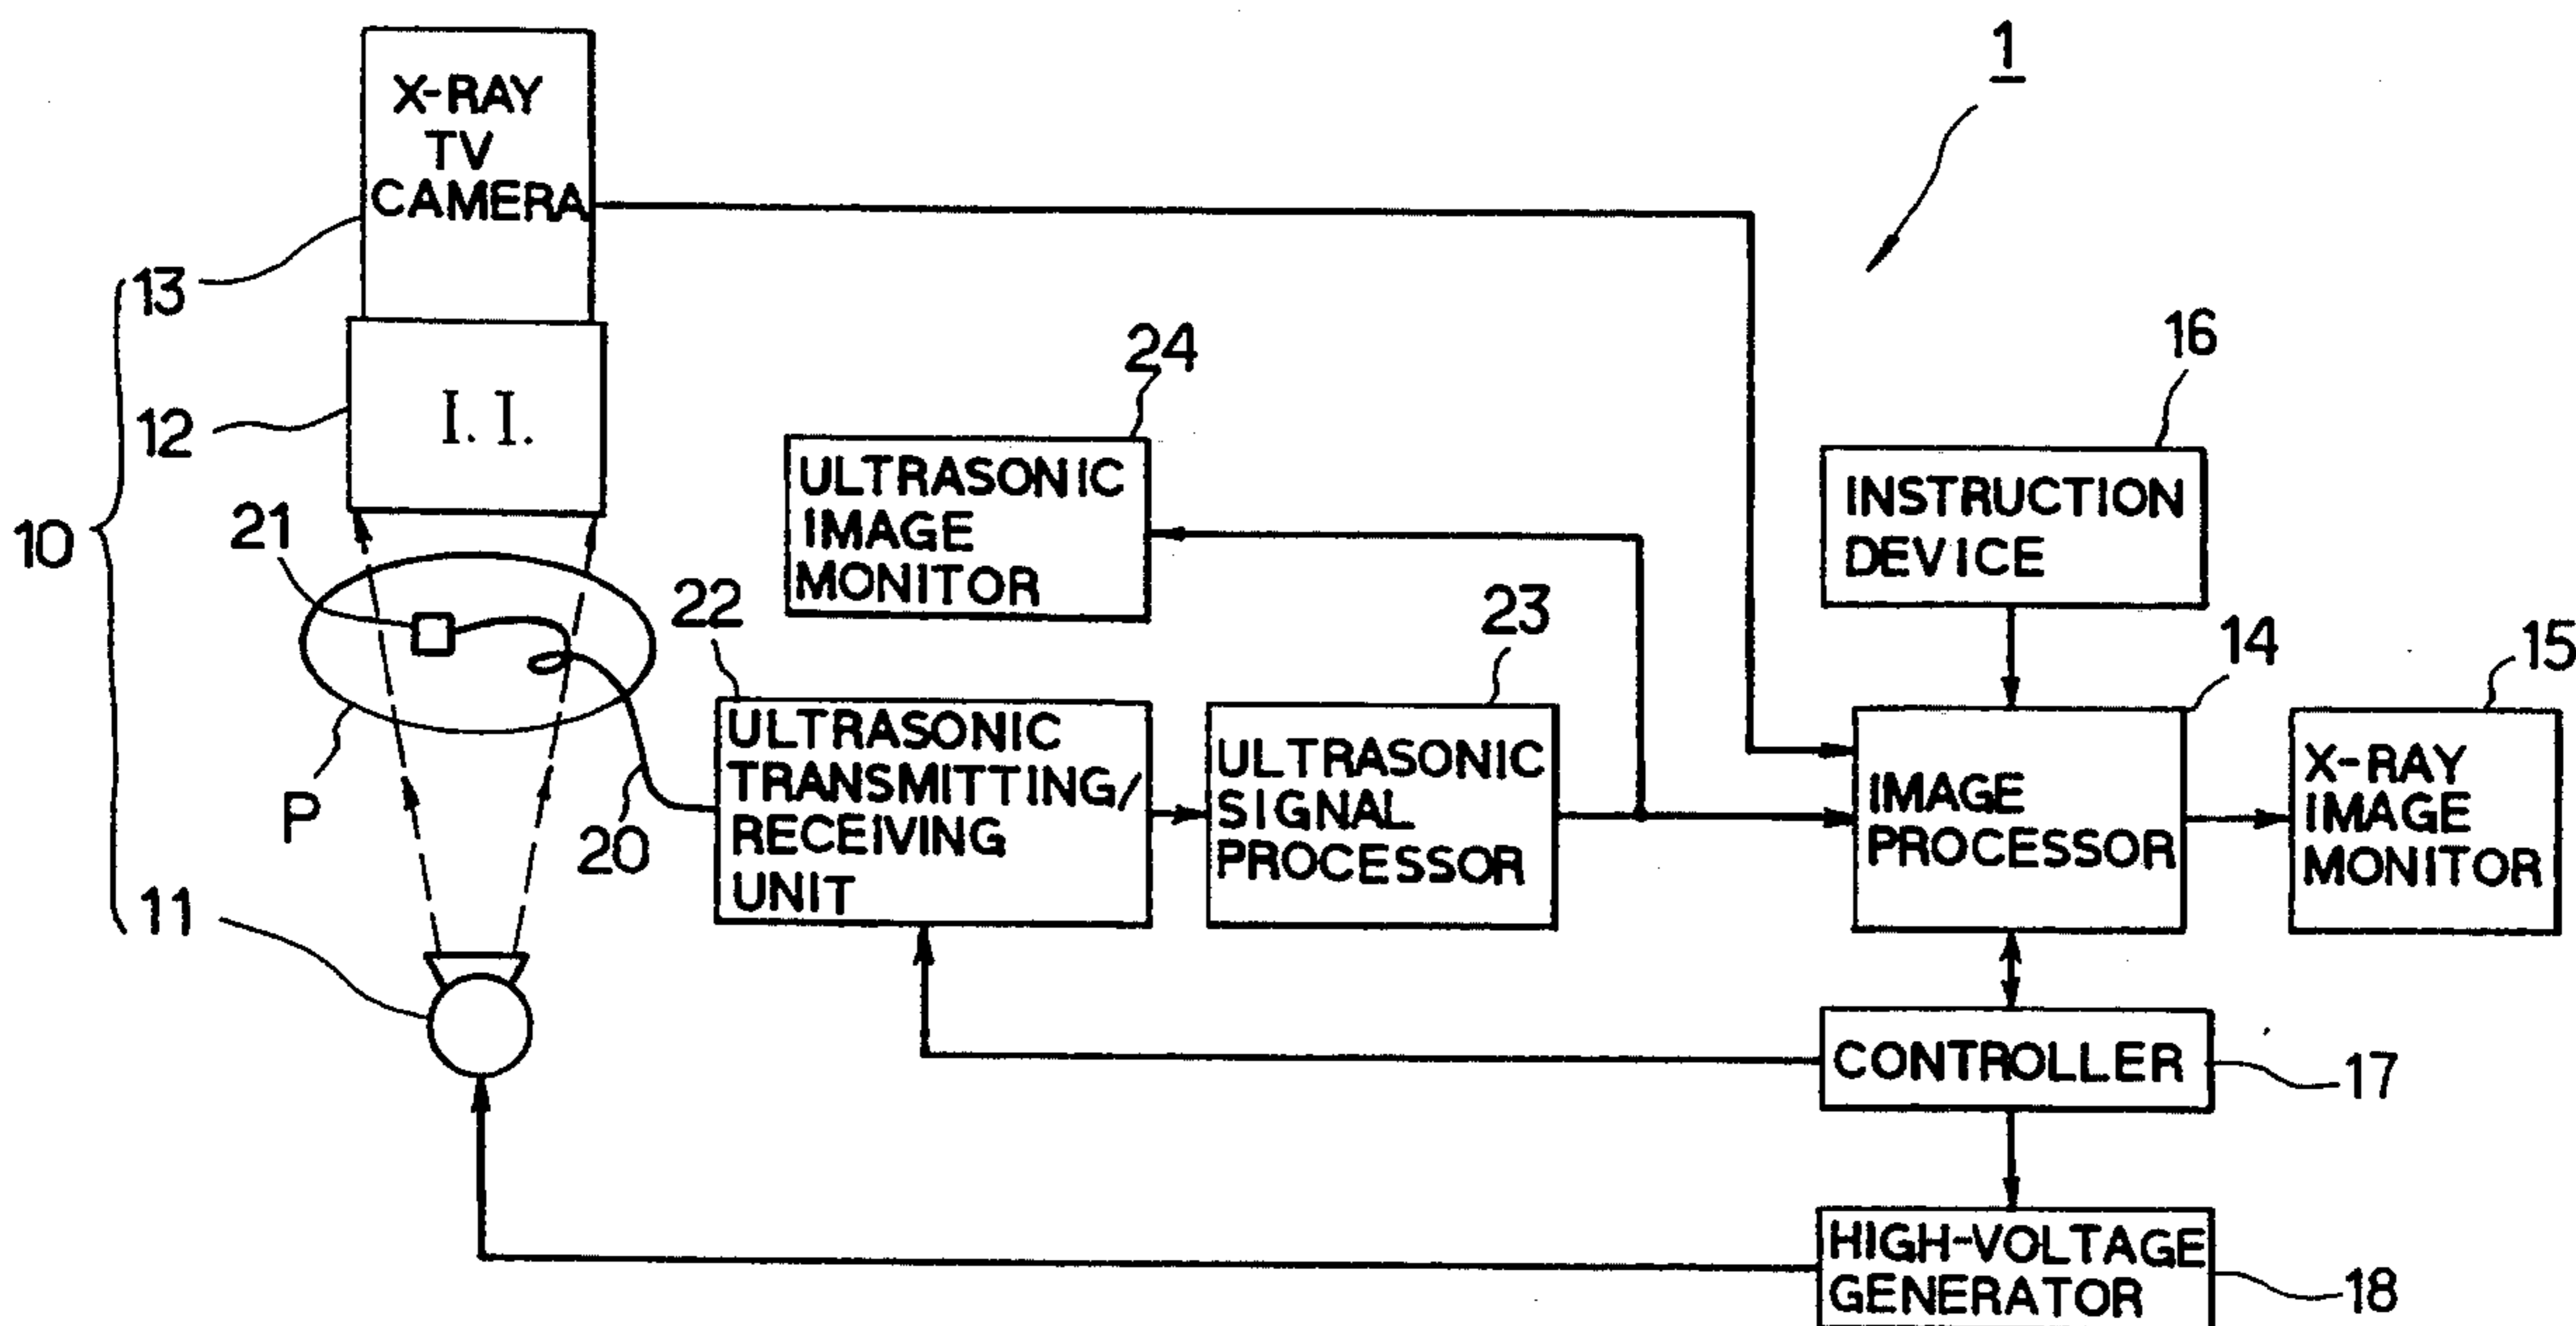 1
X-RAY
TV
CAMERA
13
12
I. I.
10
21
P
11
20
24
ULTRASONIC
IMAGE
MONITOR
22
ULTRASONIC
TRANSMITTING/
RECEIVING
UNIT
23
ULTRASONIC
SIGNAL
PROCESSOR
16
INSTRUCTION
DEVICE
14
IMAGE
PROCESSOR
15
X-RAY
IMAGE
MONITOR
CONTROLLER
17
HIGH-VOLTAGE
GENERATOR
18